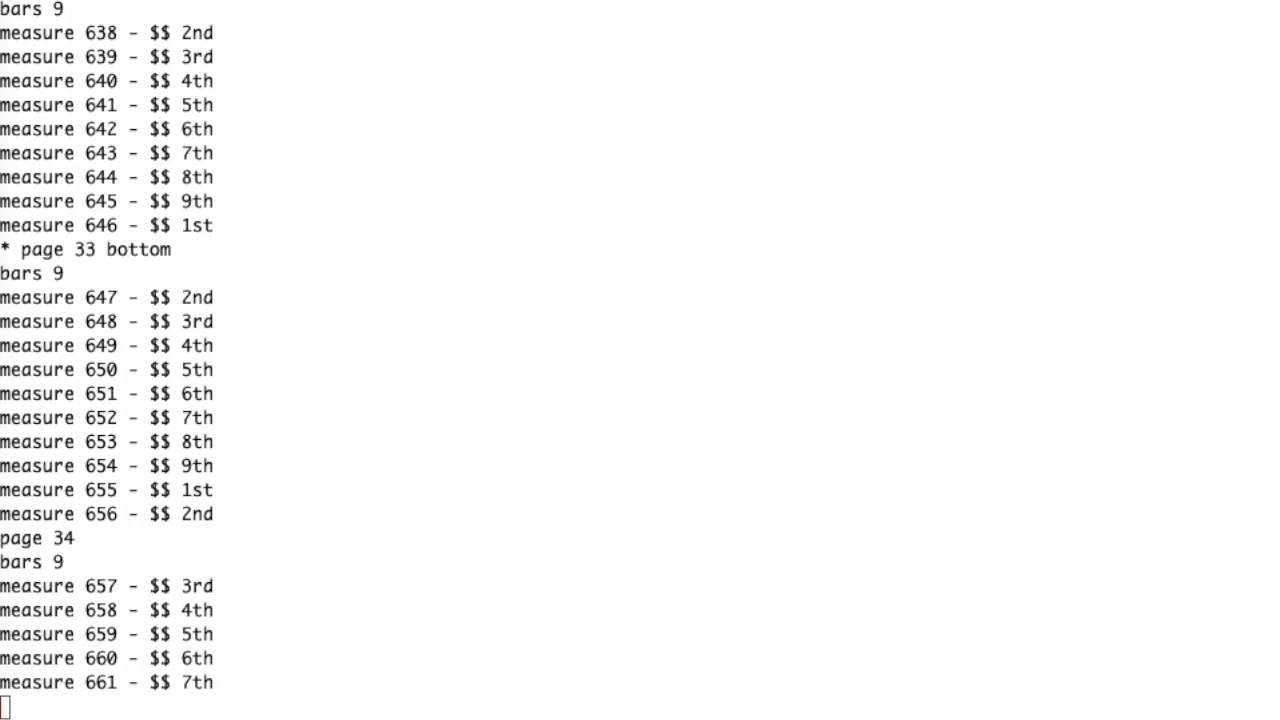 bars 9
measure 638 - $$ 2nd
measure 639 - $$ 3rd
measure 640 - $$ 4th
measure 641 - $$ 5th
measure 642 - $$ 6th
measure 643 - $$ 7th
measure 644 - $$ 8th
measure 645 - $$ 9th
measure 646 - $$ 1st
* page 33 bottom
bars 9
measure 647 - $$ 2nd
measure 648 - $$ 3rd
measure 649 - $$ 4th
measure 650 - $$ 5th
measure 651 - $$ 6th
measure 652 - $$ 7th
measure 653 - $$ 8th
measure 654 - $$ 9th
measure 655 - $$ 1st
measure 656 - $$ 2nd
page 34
bars 9
measure 657 - $$ 3rd
measure 658 - $$ 4th
measure 659 - $$ 5th
measure 660 - $$ 6th
measure 661 - $$ 7th